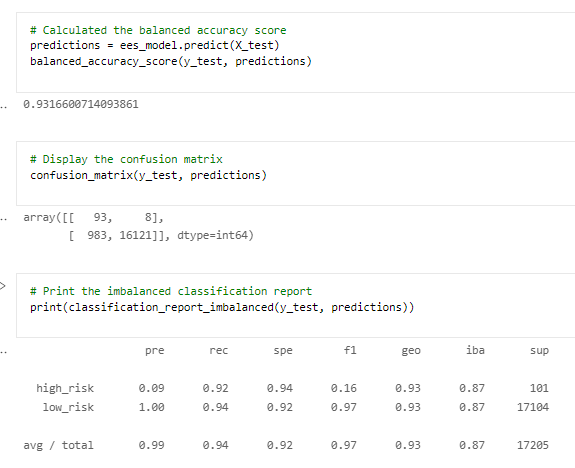 # Calculated the balanced accuracy score
predictions = ees_model.predict(X_test)
balanced_accuracy_score(y_test, predictions)
.. 0.9316600714093861
# Display the confusion matrix
confusion_matrix(y_test, predictions)
.. array([[   93,     8],
       [  983, 16121]], dtype=int64)
> # Print the imbalanced classification report
print(classification_report_imbalanced(y_test, predictions))
.. pre rec spe f1 geo iba sup
high_risk 0.09 0.92 0.94 0.16 0.93 0.87 101
low_risk 1.00 0.94 0.92 0.97 0.93 0.87 17104
avg / total 0.99 0.94 0.92 0.97 0.93 0.87 17205